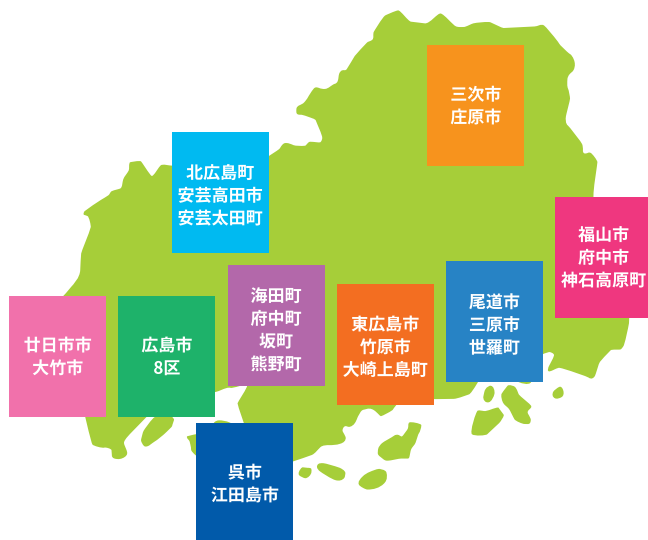 三次市
庄原市
北広島町
安芸高田市
安芸太田町
福山市
府中市
神石高原町
海田町
府中町
坂町
熊野町
尾道市
三原市
世羅町
東広島市
竹原市
大崎上島町
廿日市市
大竹市
広島市
8区
呉市
江田島市